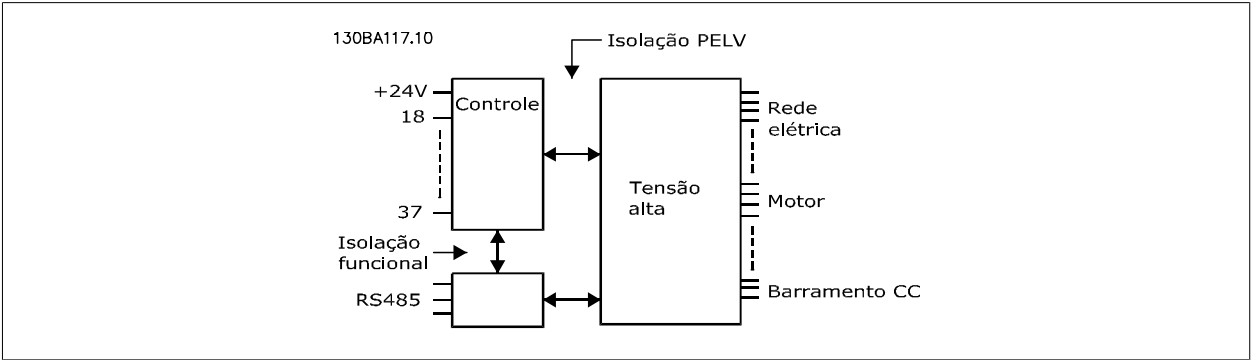 130BA117.10
Isolação PELV
+24V
Controle
18
37
Isolação
funcional
RS485
Tensão
alta
Rede
elétrica
Motor
Barramento CC